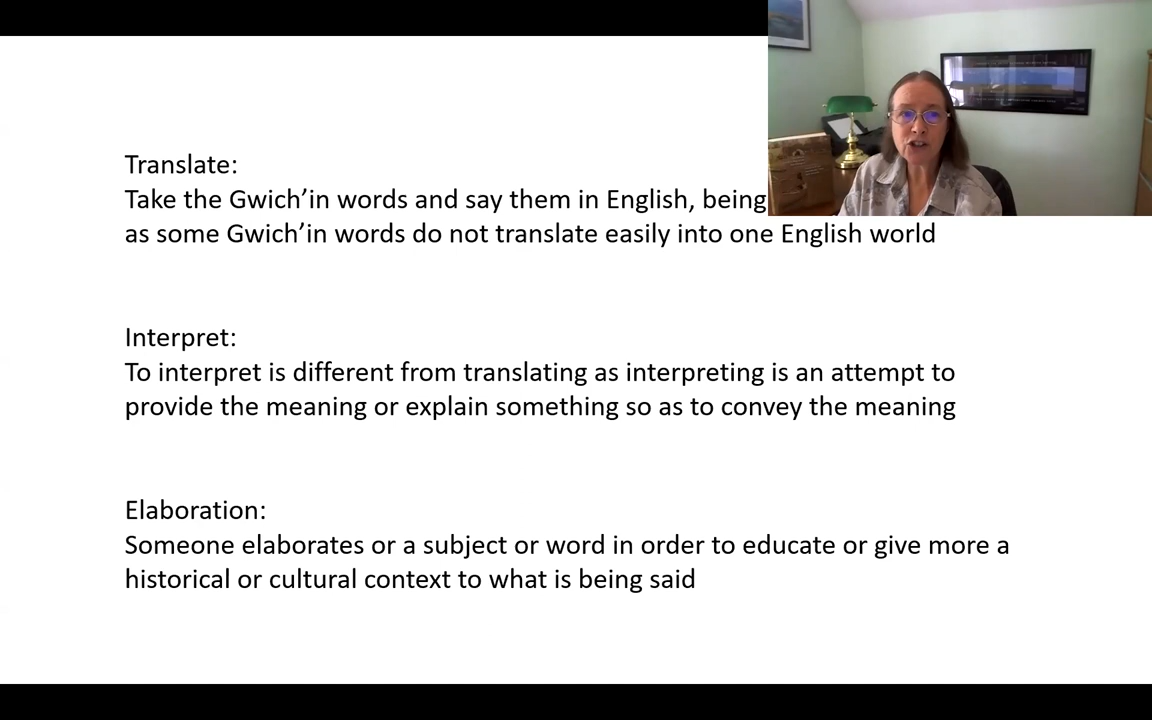 Translate:
Take the Gwich’in words and say them in English, being
as some Gwich’in words do not translate easily into one English world
Interpret:
To interpret is different from translating as interpreting is an attempt to
provide the meaning or explain something so as to convey the meaning
Elaboration:
Someone elaborates or a subject or word in order to educate or give more a
historical or cultural context to what is being said